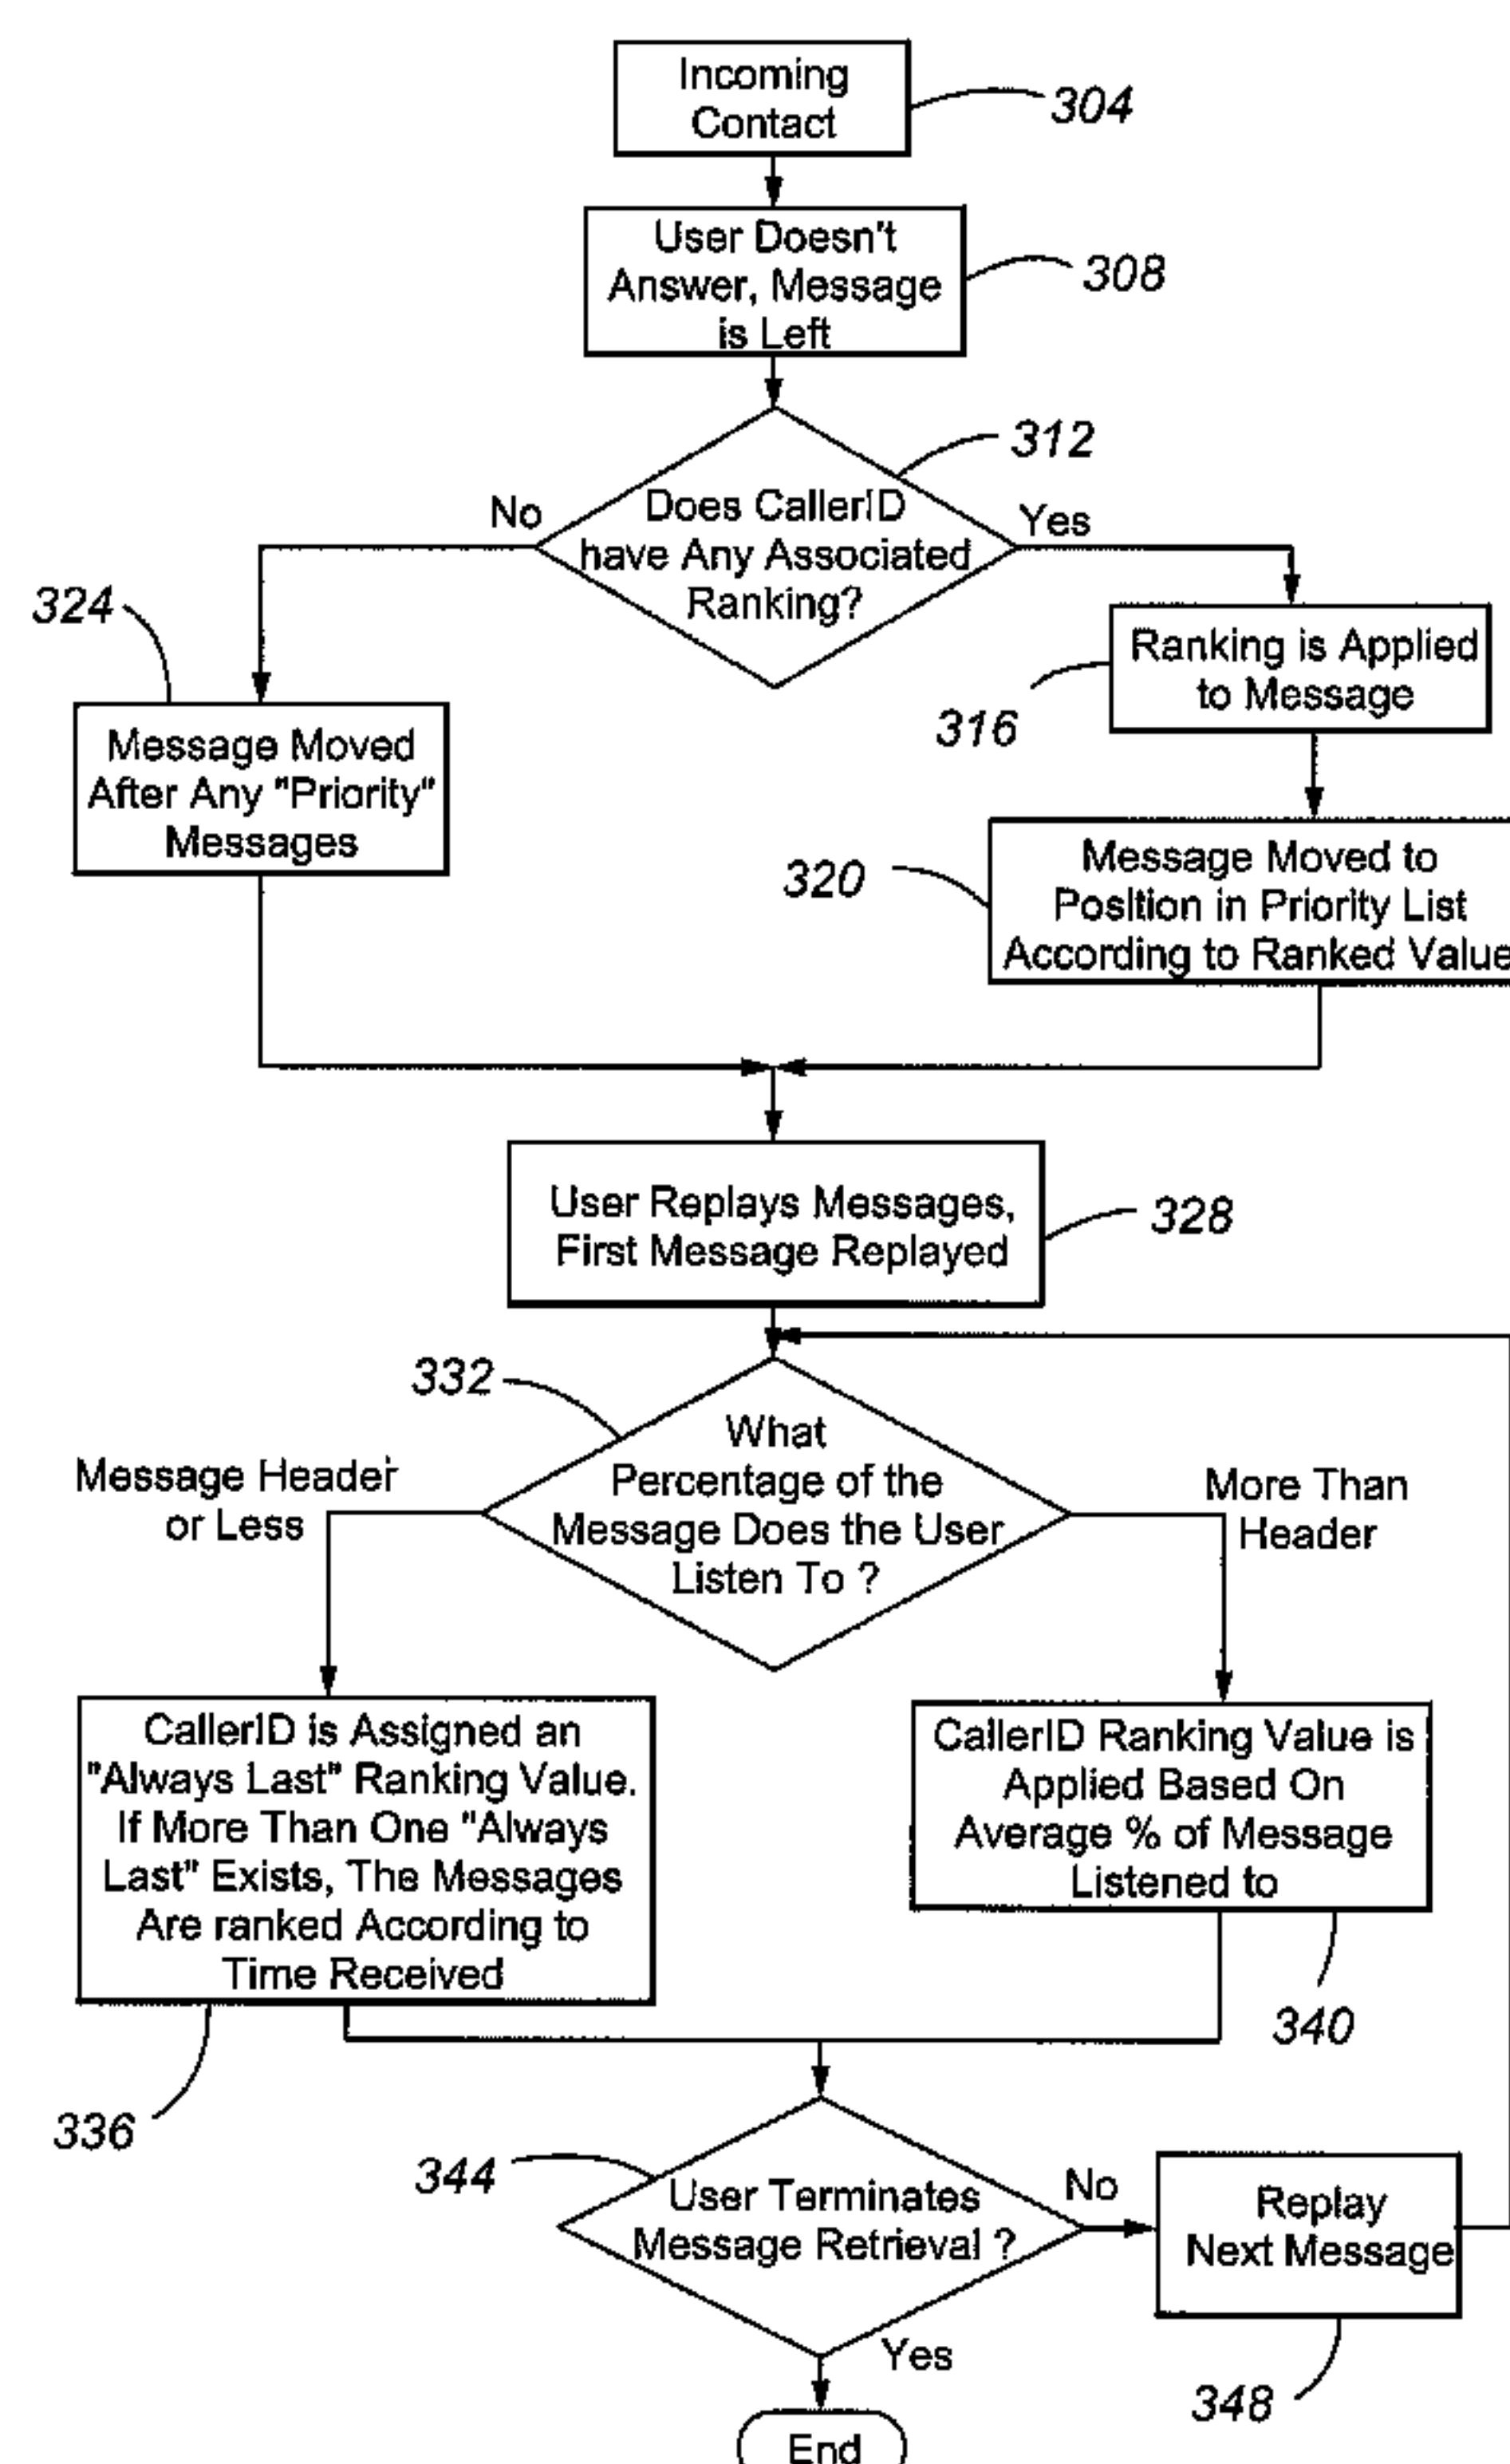 Incoming
Contact
304
User Doesn't
Answer, Message
is Left
308
312
Does CallerID
have Any Associated
Ranking?
No
Yes
324
Message Moved
After Any "Priority"
Messages
Ranking is Applied
to Message
316
Message Moved to
Position in Priority List
According to Ranked Value
320
User Replays Messages,
First Message Replayed
328
332
What
Percentage of the
Message Does the User
Listen To ?
Message Header
or Less
More Than
Header
CallerID is Assigned an
"Always Last" Ranking Value.
If More Than One "Always
Last" Exists, The Messages
Are ranked According to
Time Received
336
CallerID Ranking Value is
Applied Based On
Average % of Message
Listened to
340
344
User Terminates
Message Retrieval ?
No
Yes
Replay
Next Message
348
End